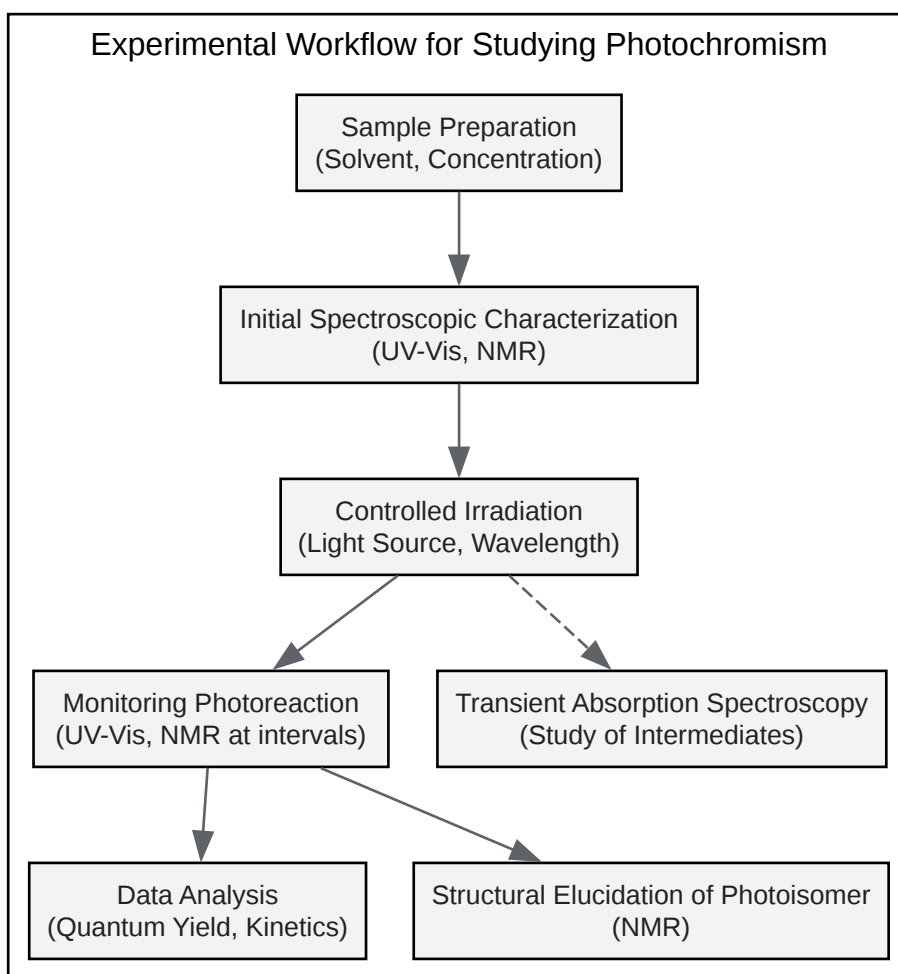 Experimental Workflow for Studying Photochromism
Sample Preparation
(Solvent, Concentration)
Initial Spectroscopic Characterization
(UV-Vis, NMR)
Controlled Irradiation
(Light Source, Wavelength)
Monitoring Photoreaction
(UV-Vis, NMR at intervals)
Transient Absorption Spectroscopy
(Study of Intermediates)
Data Analysis
(Quantum Yield, Kinetics)
Structural Elucidation of Photoisomer
(NMR)